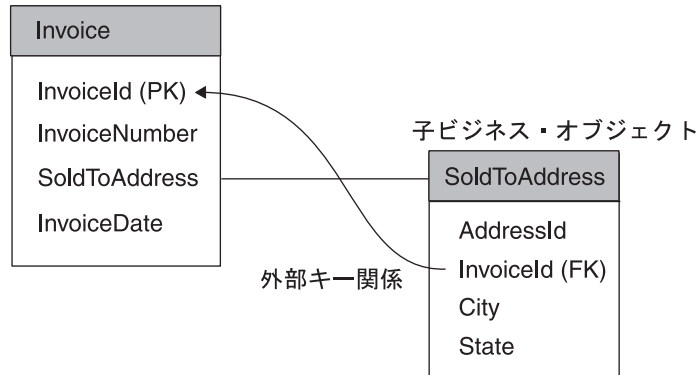 Invoice
InvoiceId (PK)
InvoiceNumber
SoldToAddress
InvoiceDate
子ビジネス・オブジェクト
SoldToAddress
AddressId
InvoiceId (FK)
City
State
外部キー関係